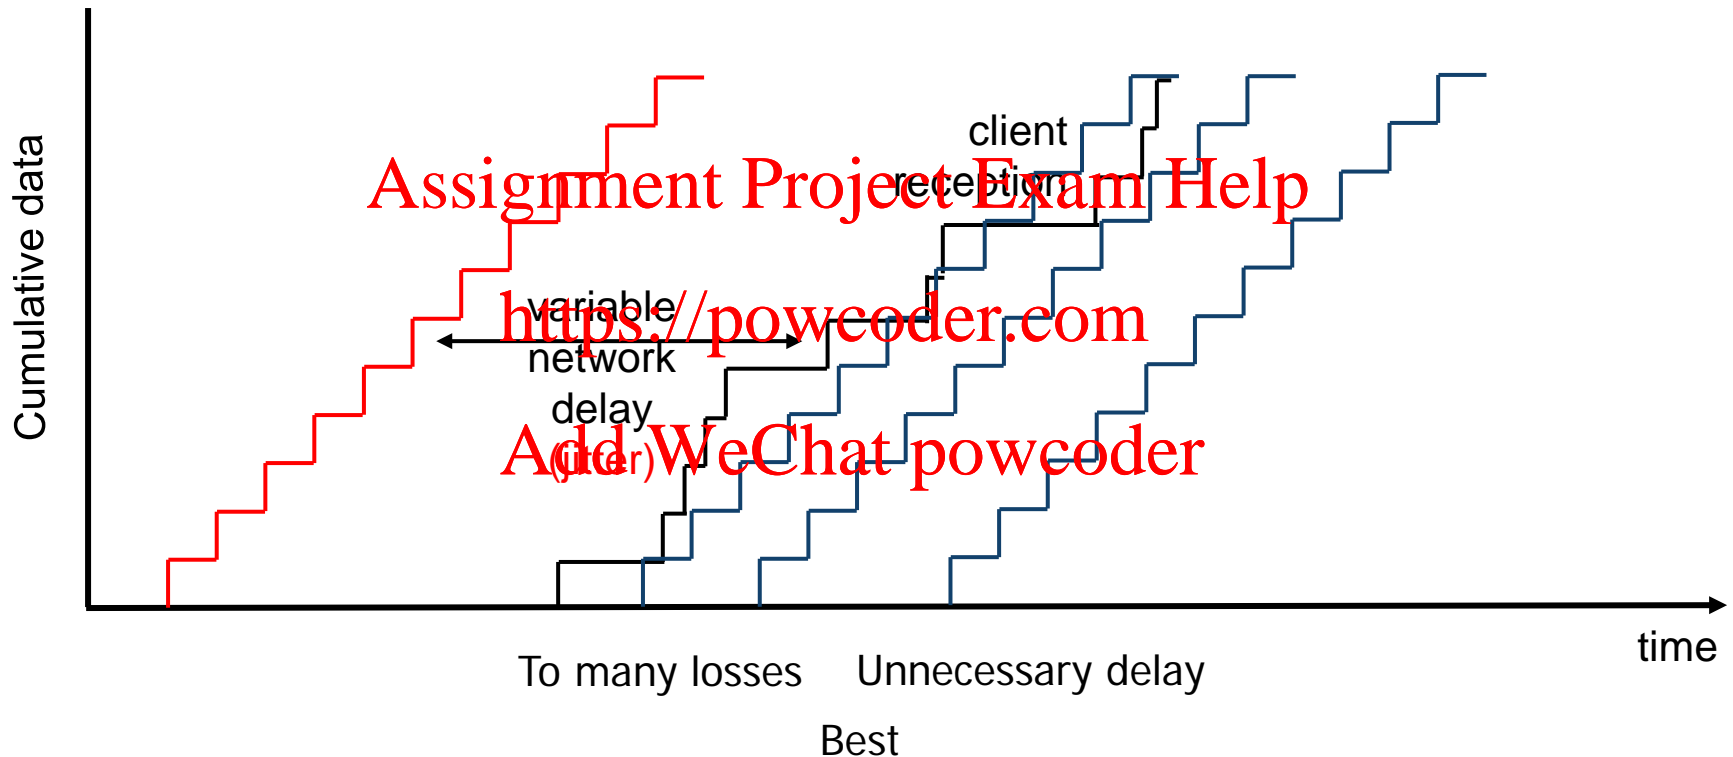 Cumulative data
client
reception
Assignment Project Exam Help
variable
network
delay
(jitter)
https://powcoder.com
Add WeChat powcoder
time
To many losses
Unnecessary delay
Best